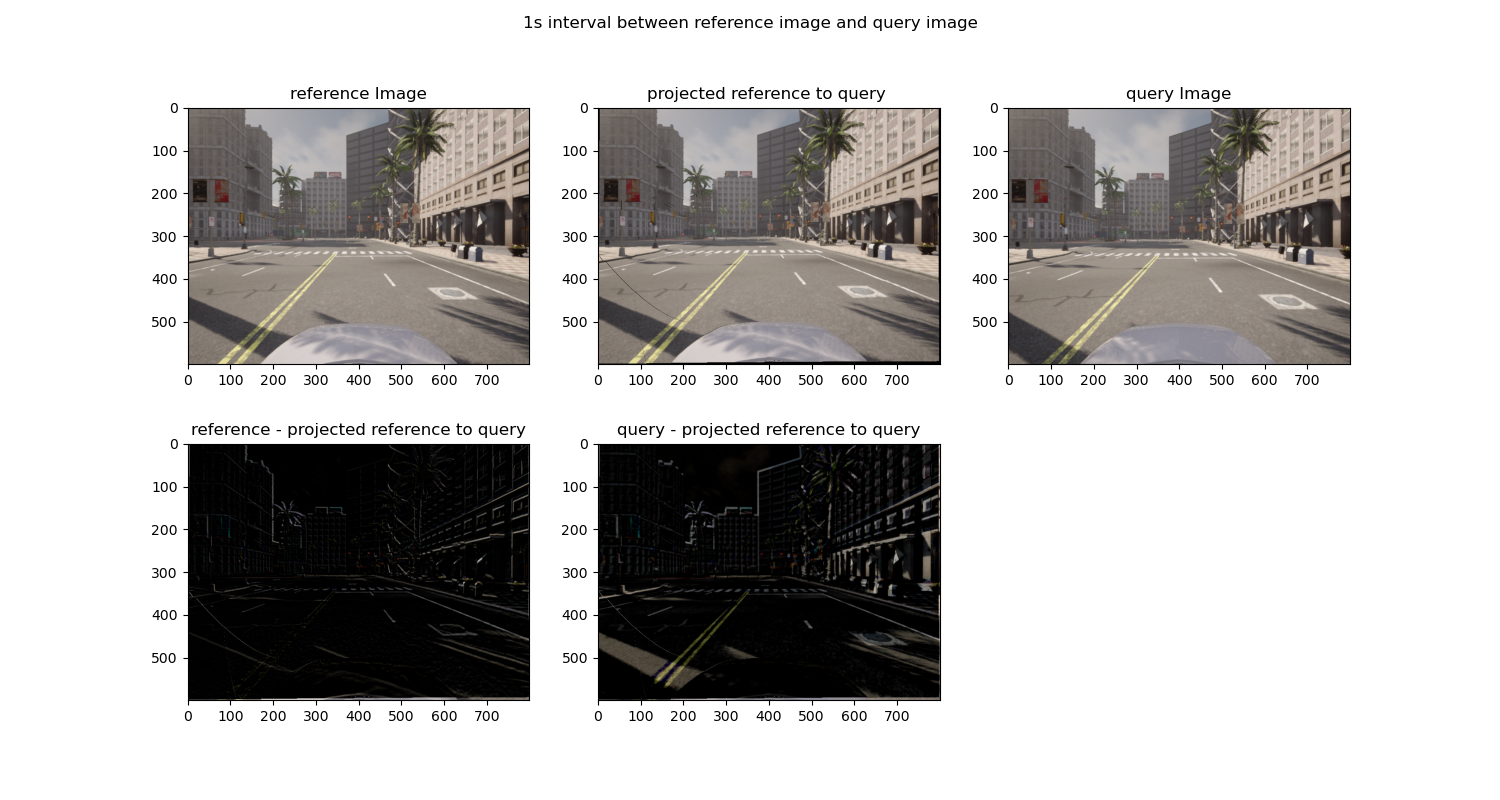 1s interval between reference image and query image
reference Image
projected reference to query
query Image
0
100
200
300
400
500
0 100 200 300 400 500 600 700
0
100
200
300
400
500
0 100 200 300 400 500 600 700
0
100
200
300
400
500
0 100 200 300 400 500 600 700
reference - projected reference to query
query - projected reference to query
0
100
200
300
400
500
0 100 200 300 400 500 600 700
0
100
200
300
400
500
0 100 200 300 400 500 600 700